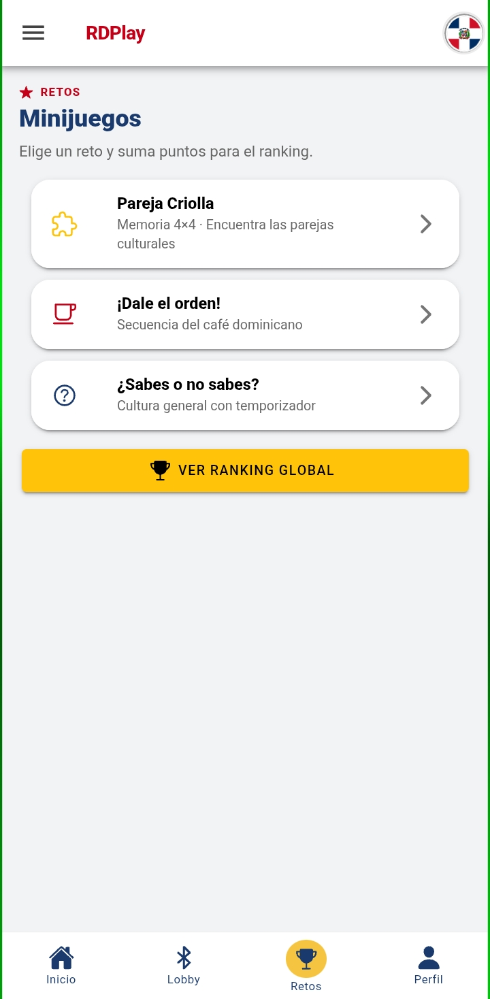 RDPlay
RETOS
Minijuegos
Elige un reto y suma puntos para el ranking.
Pareja Criolla
Memoria 4×4 · Encuentra las parejas
culturales
¡Dale el orden!
Secuencia del café dominicano
¿Sabes o no sabes?
Cultura general con temporizador
VER RANKING GLOBAL
Inicio
Lobby
Retos
Perfil